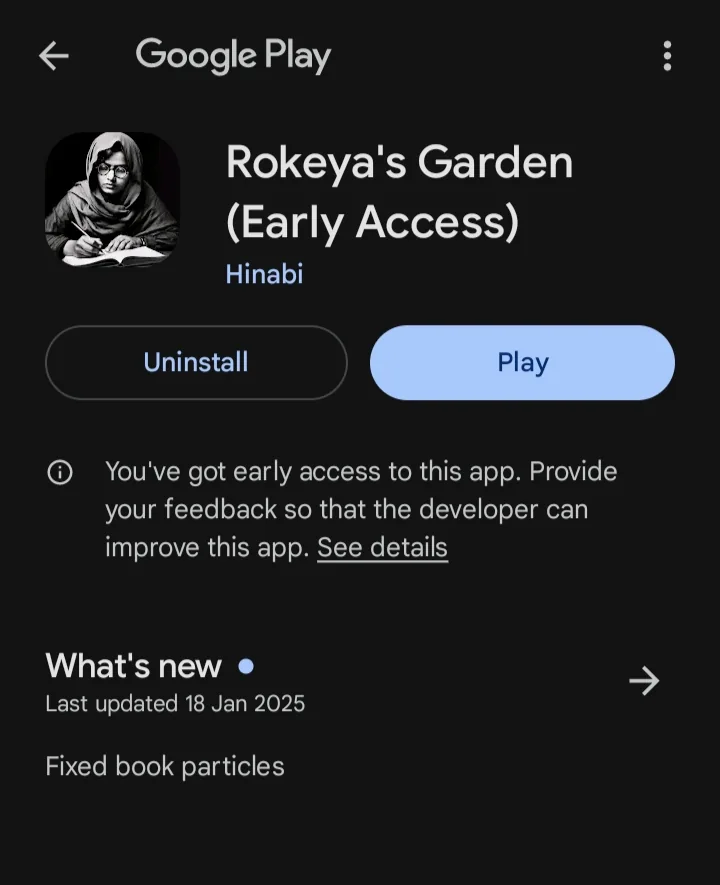 Google Play
Rokeya's Garden
(Early Access)
Hinabi
Uninstall
Play
You've got early access to this app. Provide
your feedback so that the developer can
improve this app. See details
What's new
Last updated 18 Jan 2025
Fixed book particles